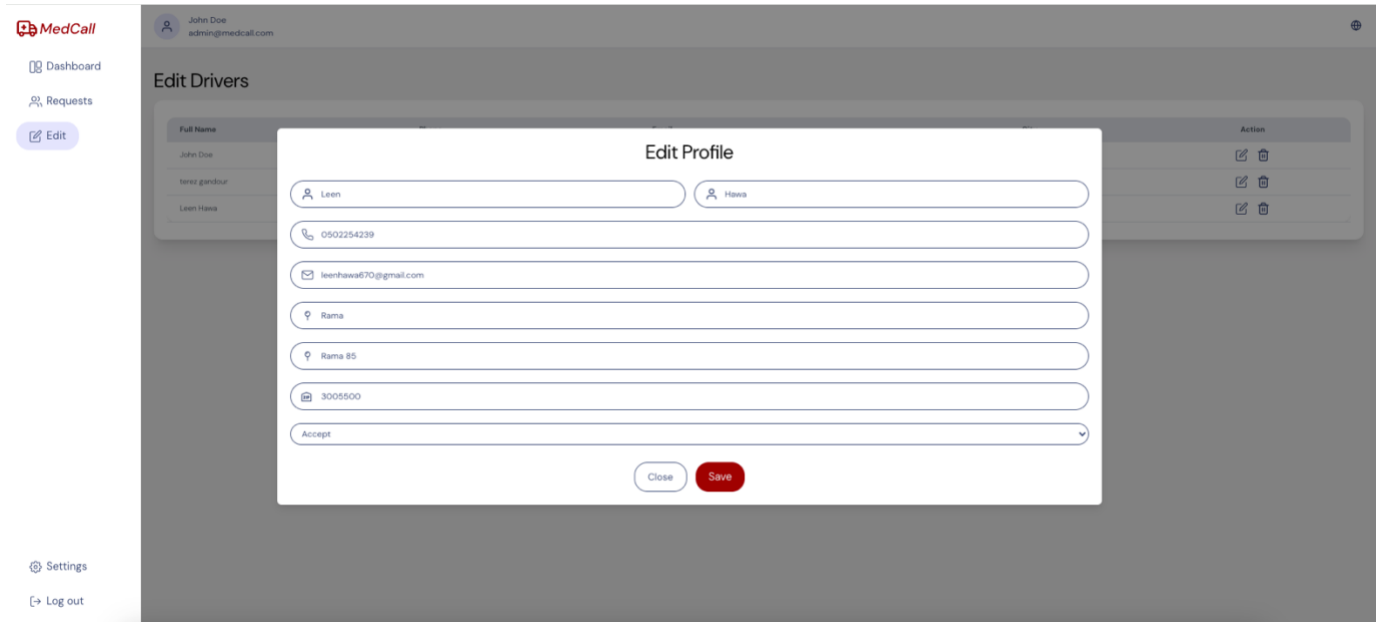 MedCall
Dashboard
Requests
Edit
Settings
Log out
John Doe
admin@medcall.com
Edit Drivers
Full Name
Action
John Doe
terez gandour
Leen Hawa
Edit Profile
Leen
Hawa
0502254239
leenhawa670@gmail.com
Rama
Rama 85
3005500
Accept
Close
Save